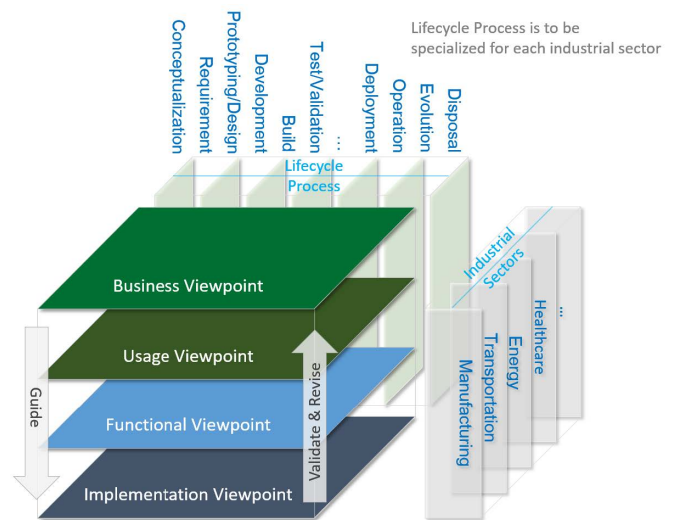 Lifecycle Process is to be
specialized for each industrial sector
Conceptualization
Requirement
Prototyping/Design
Development
Build
Test/Validation
...
Deployment
Operation
Evolution
Disposal
Lifecycle
Process
Business Viewpoint
Usage Viewpoint
Functional Viewpoint
Implementation Viewpoint
Guide
Validate & Revise
Industrial
Sectors
Manufacturing
Transportation
Energy
Healthcare
...